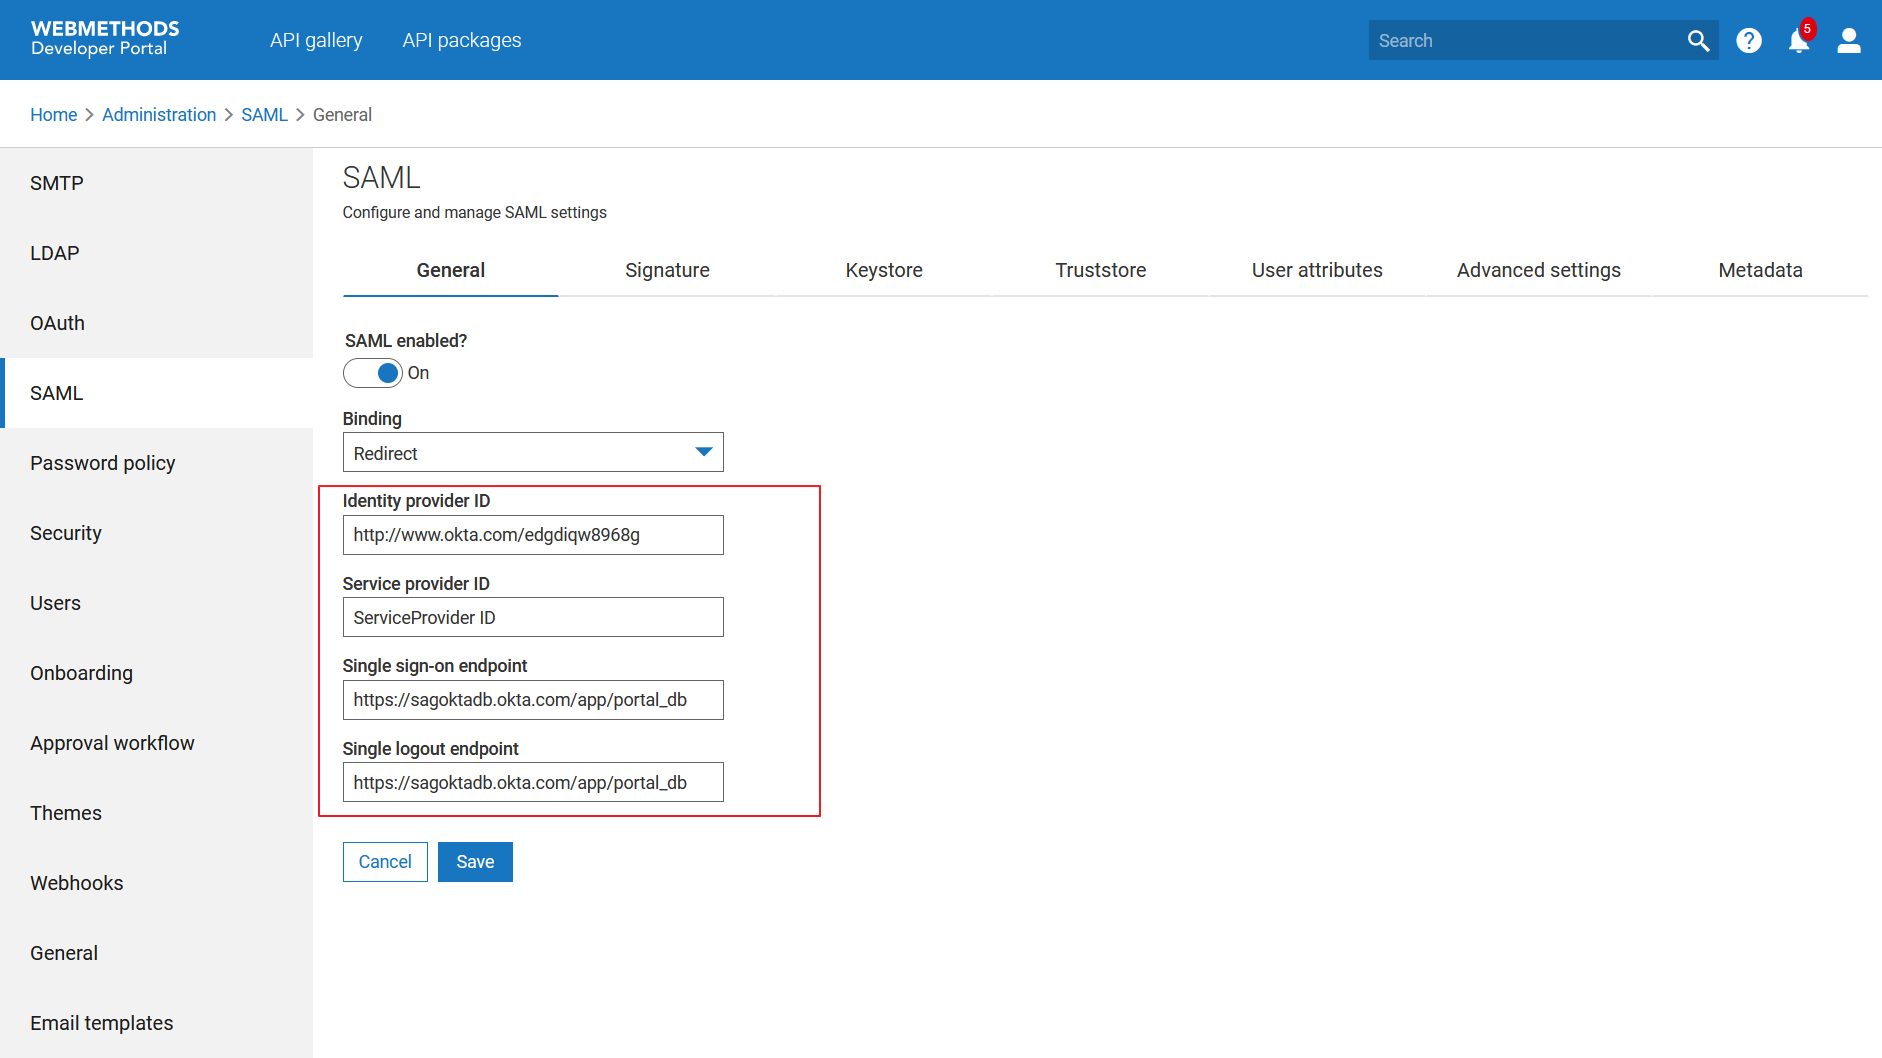 WEBMETHODS
Developer Portal
API gallery
API packages
Search
?
5
Home > Administration > SAML > General
SMTP
LDAP
OAuth
SAML
Password policy
Security
Users
Onboarding
Approval workflow
Themes
Webhooks
General
Email templates
SAML
Configure and manage SAML settings
General
Signature
Keystore
Truststore
User attributes
Advanced settings
Metadata
SAML enabled?
On
Binding
Redirect
Identity provider ID
http://www.okta.com/edgdiqw8968g
Service provider ID
ServiceProvider ID
Single sign-on endpoint
https://sagoktadb.okta.com/app/portal_db
Single logout endpoint
https://sagoktadb.okta.com/app/portal_db
Cancel
Save